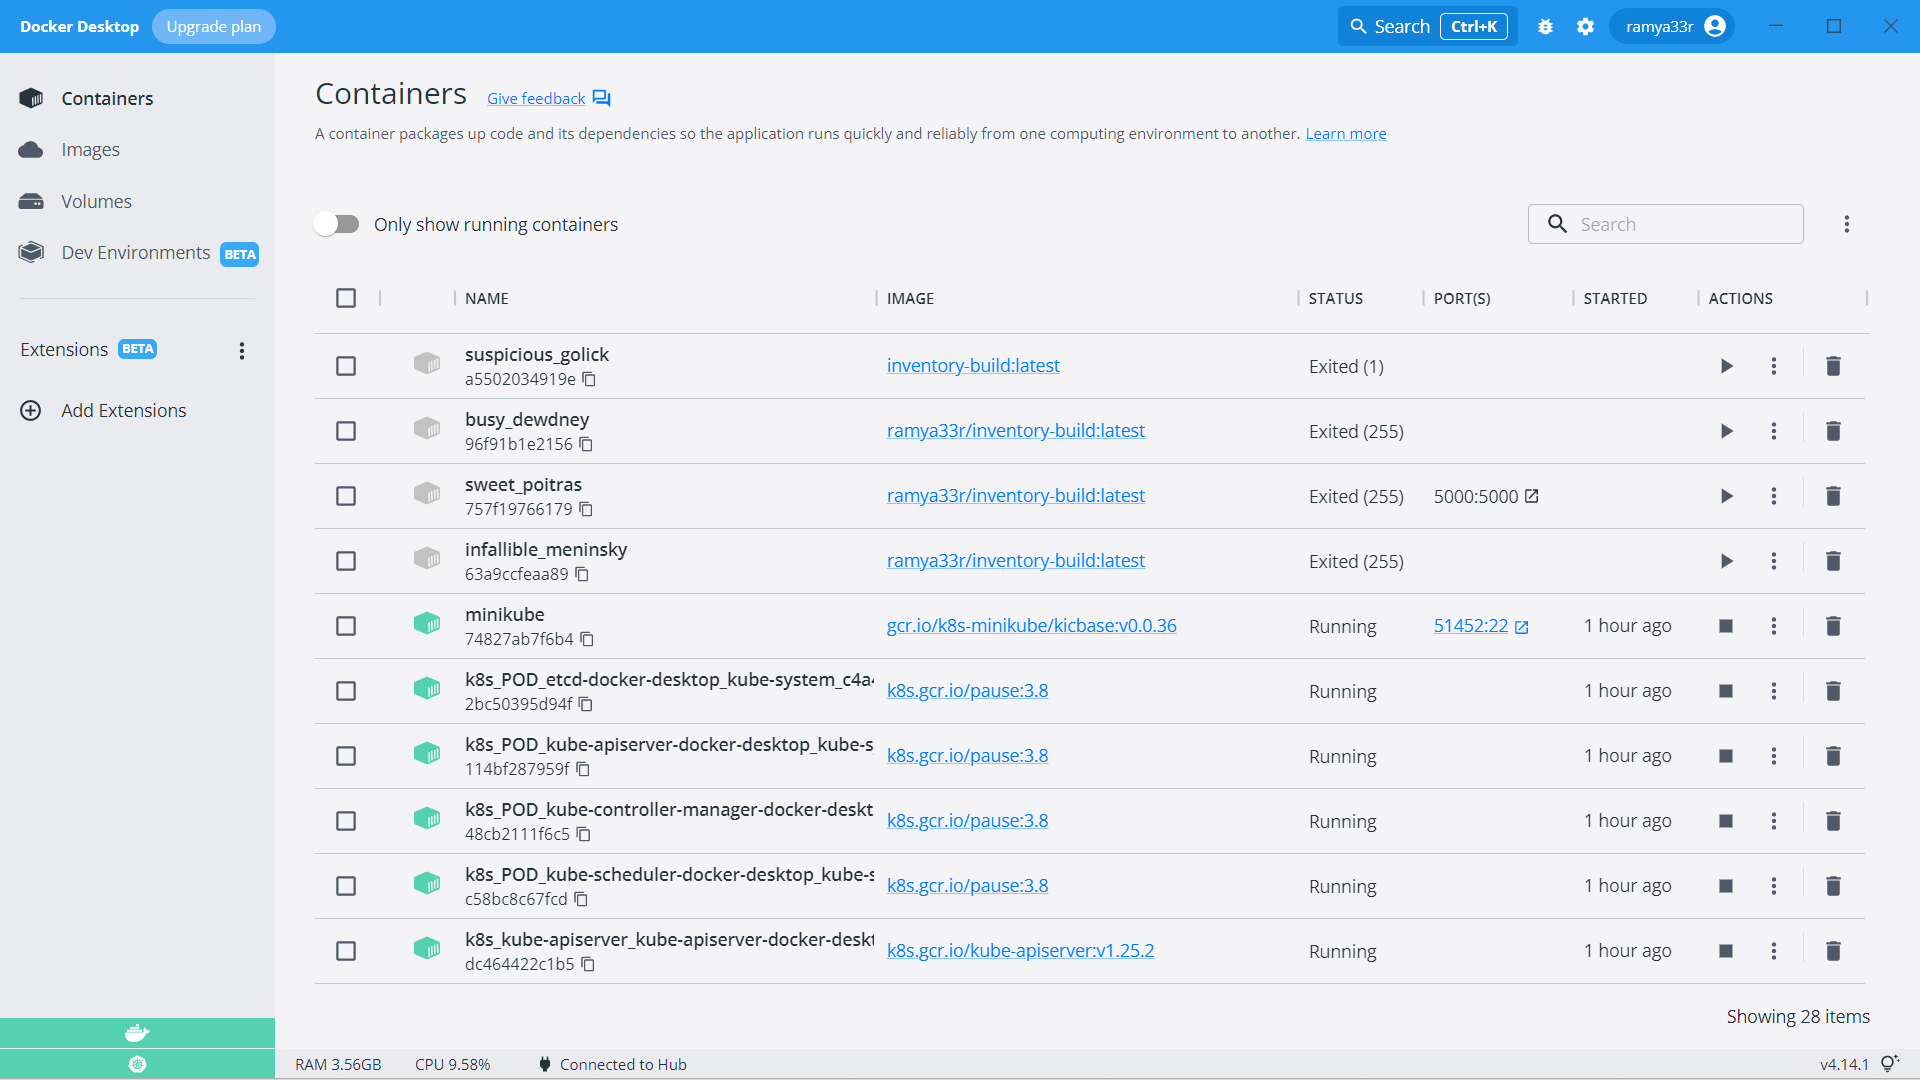 Docker Desktop Upgrade plan Search Ctrl+K ramya33r
Containers
Images
Volumes
Dev Environments BETA
Extensions BETA
Add Extensions
Containers Give feedback
A container packages up code and its dependencies so the application runs quickly and reliably from one computing environment to another. Learn more
Only show running containers Search
NAME IMAGE STATUS PORT(S) STARTED ACTIONS
suspicious_golick
a5502034919e inventory-build:latest Exited (1)
busy_dewdney
96f91b1e2156 ramya33r/inventory-build:latest Exited (255)
sweet_poitras
757f19766179 ramya33r/inventory-build:latest Exited (255) 5000:5000
infallible_meninsky
63a9ccfeaa89 ramya33r/inventory-build:latest Exited (255)
minikube
74827ab7f6b4 gcr.io/k8s-minikube/kicbase:v0.0.36 Running 51452:22 1 hour ago
k8s_POD_etcd-docker-desktop_kube-system_c4a4
2bc50395d94f k8s.gcr.io/pause:3.8 Running 1 hour ago
k8s_POD_kube-apiserver-docker-desktop_kube-s
114bf287959f k8s.gcr.io/pause:3.8 Running 1 hour ago
k8s_POD_kube-controller-manager-docker-deskt
48cb2111f6c5 k8s.gcr.io/pause:3.8 Running 1 hour ago
k8s_POD_kube-scheduler-docker-desktop_kube-s
c58bc8c67fcd k8s.gcr.io/pause:3.8 Running 1 hour ago
k8s_kube-apiserver_kube-apiserver-docker-deskt
dc464422c1b5 k8s.gcr.io/kube-apiserver:v1.25.2 Running 1 hour ago
Showing 28 items
RAM 3.56GB CPU 9.58% Connected to Hub v4.14.1